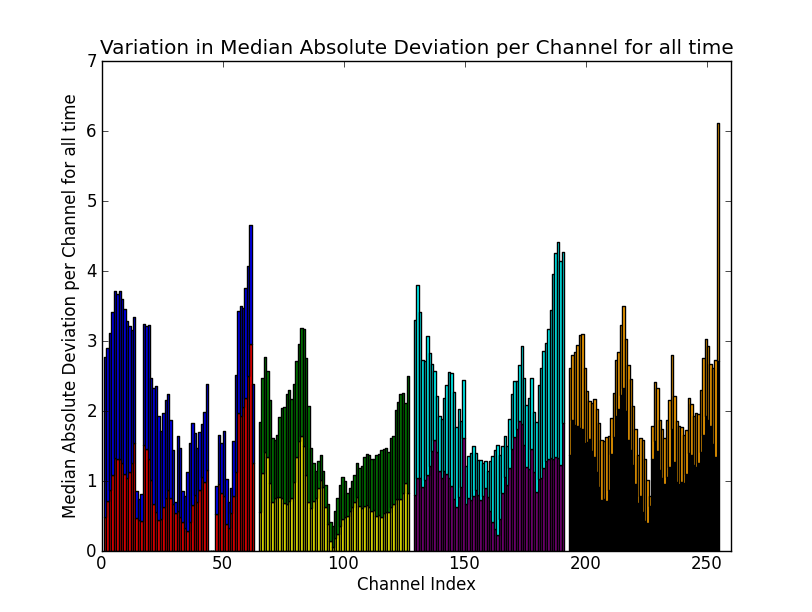 Variation in Median Absolute Deviation per Channel for all time
Median Absolute Deviation per Channel for all time
7
6
5
4
3
2
1
0
0 50 100 150 200 250
Channel Index